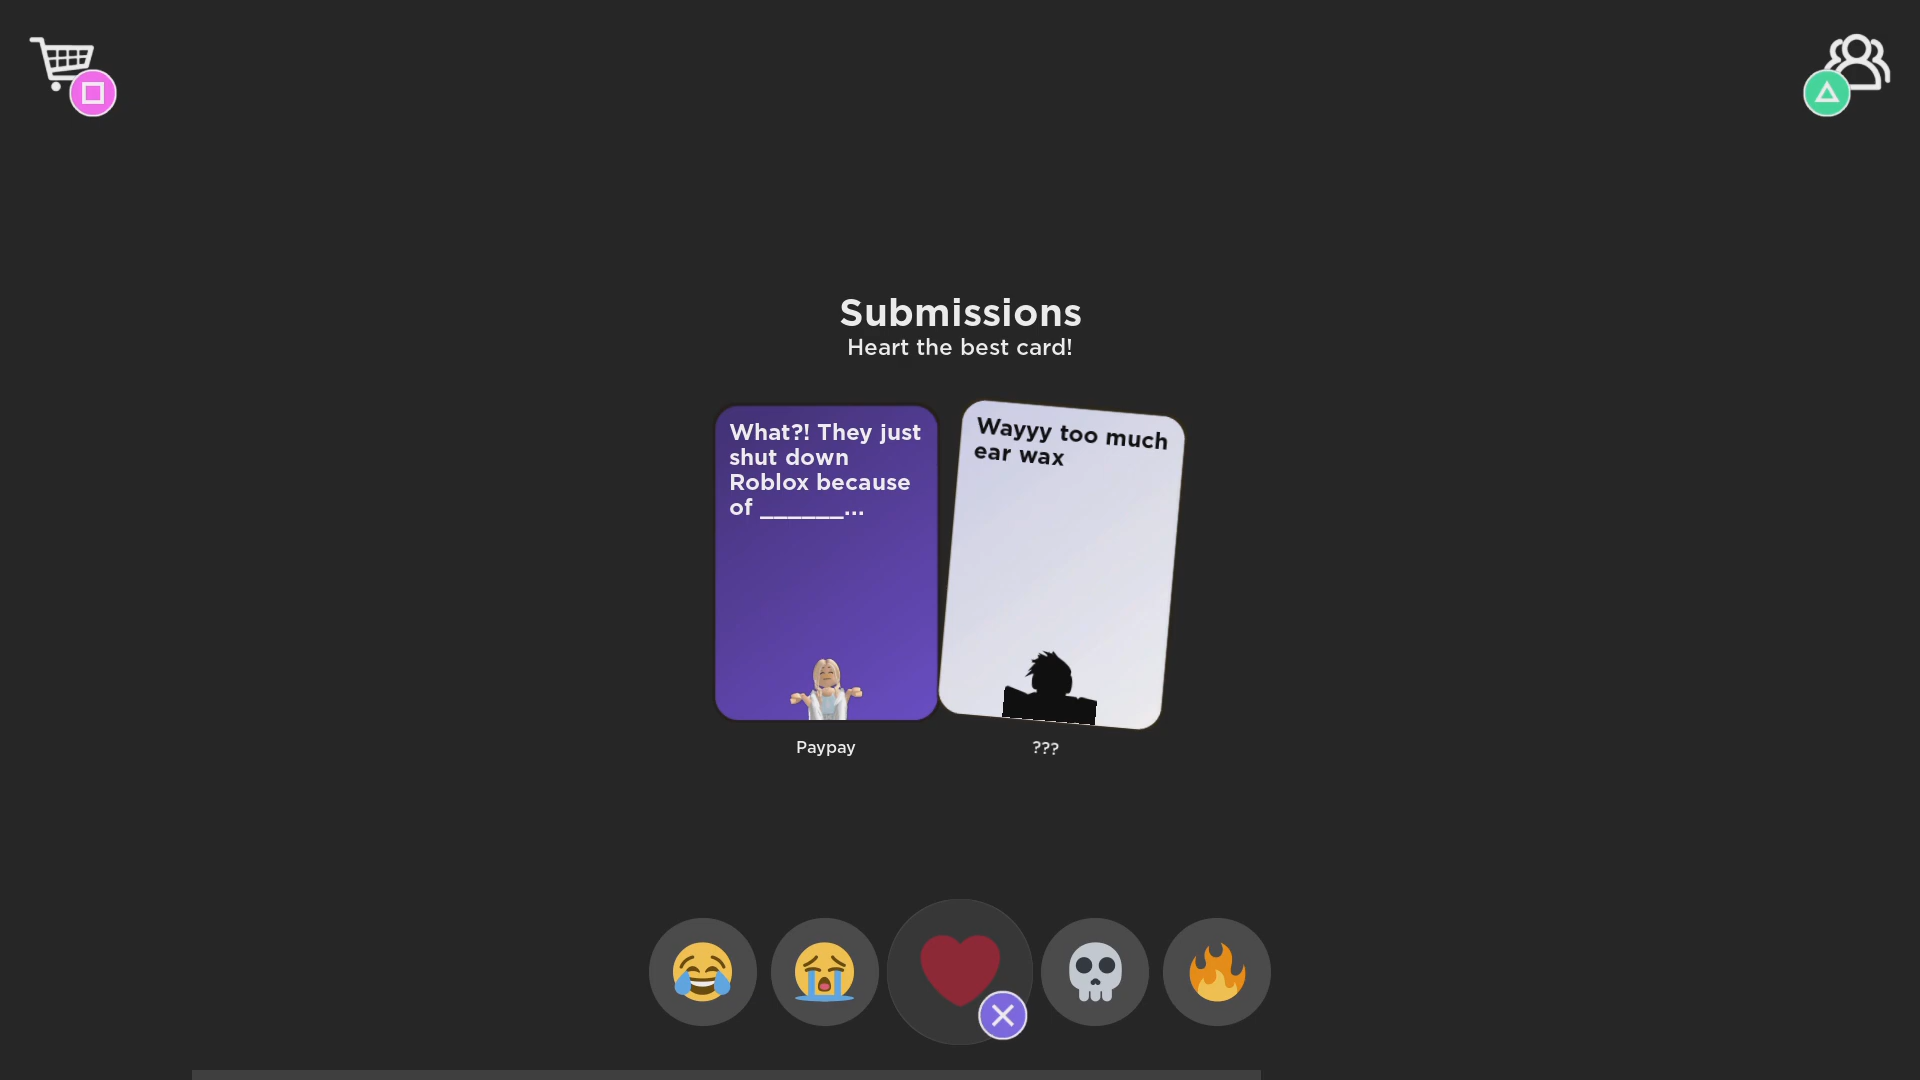 Submissions
Heart the best card!
What?! They just
shut down
Roblox because
of ______...
Wayyy too much
ear wax
Paypay
???